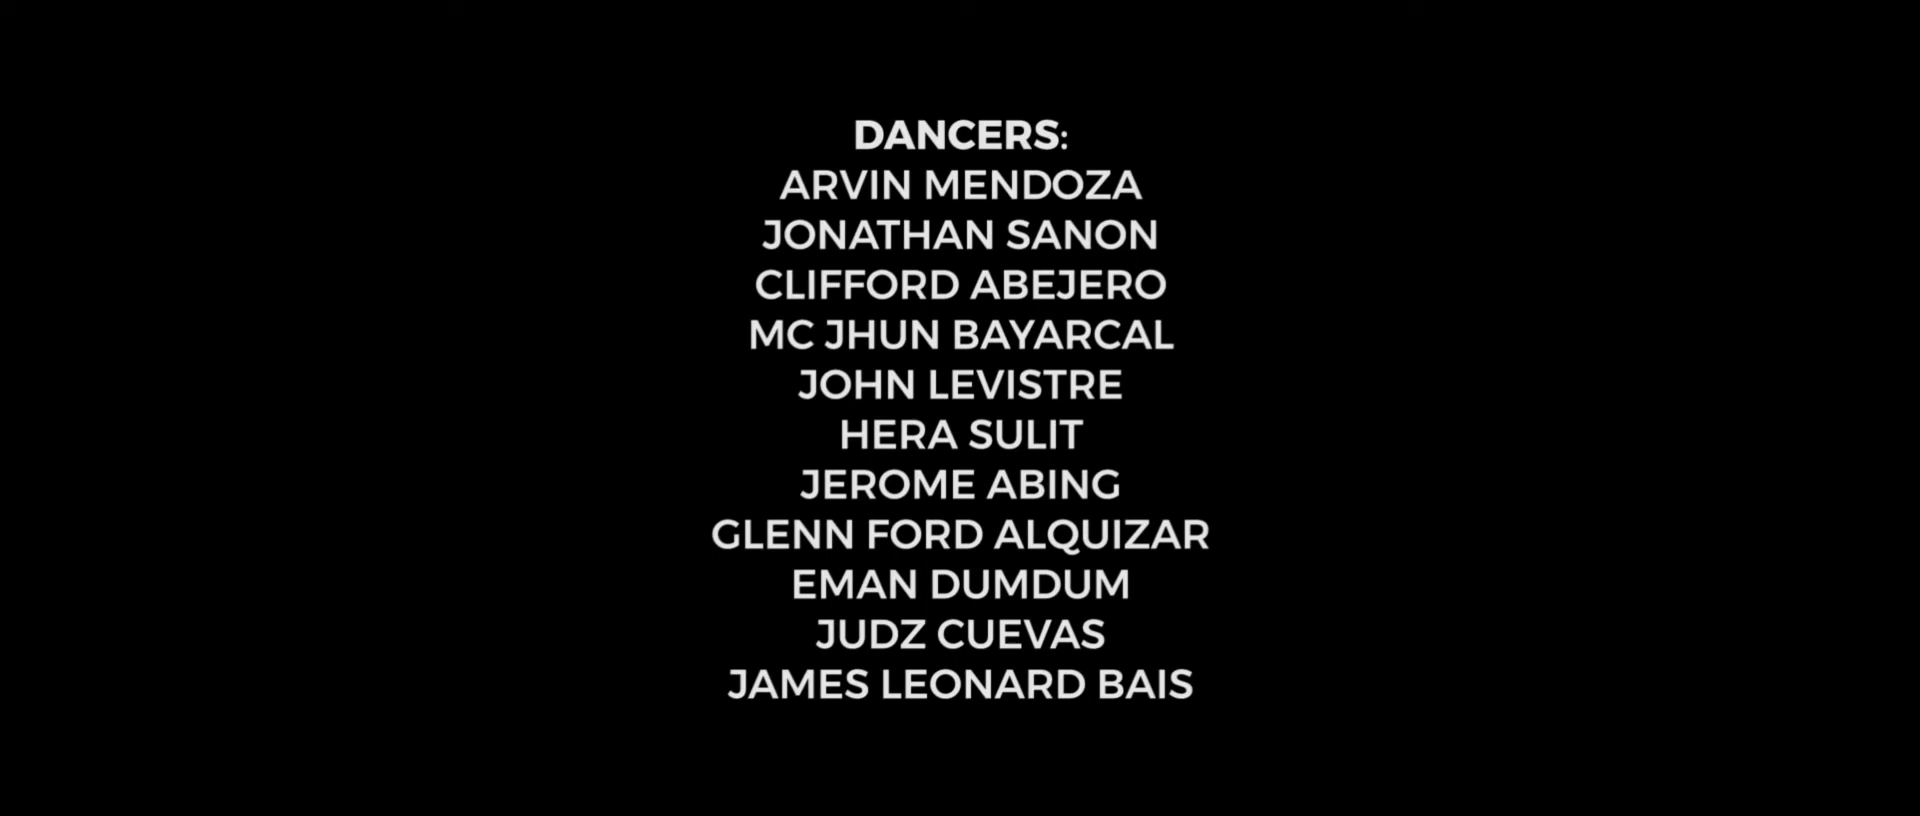 DANCERS:
ARVIN MENDOZA
JONATHAN SANON
CLIFFORD ABEJERO
MC JHUN BAYARCAL
JOHN LEVISTRE
HERA SULIT
JEROME ABING
GLENN FORD ALQUIZAR
EMAN DUMDUM
JUDZ CUEVAS
JAMES LEONARD BAIS